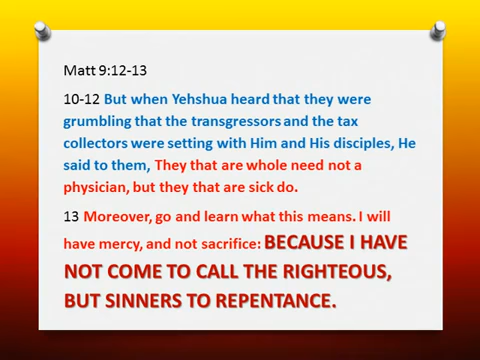 Matt 9:12-13
10-12 But when Yehshua heard that they were
grumbling that the transgressors and the tax
collectors were setting with Him and His disciples, He
said to them, They that are whole need not a
physician, but they that are sick do.
13 Moreover, go and learn what this means. I will
have mercy, and not sacrifice: BECAUSE I HAVE
NOT COME TO CALL THE RIGHTEOUS,
BUT SINNERS TO REPENTANCE.